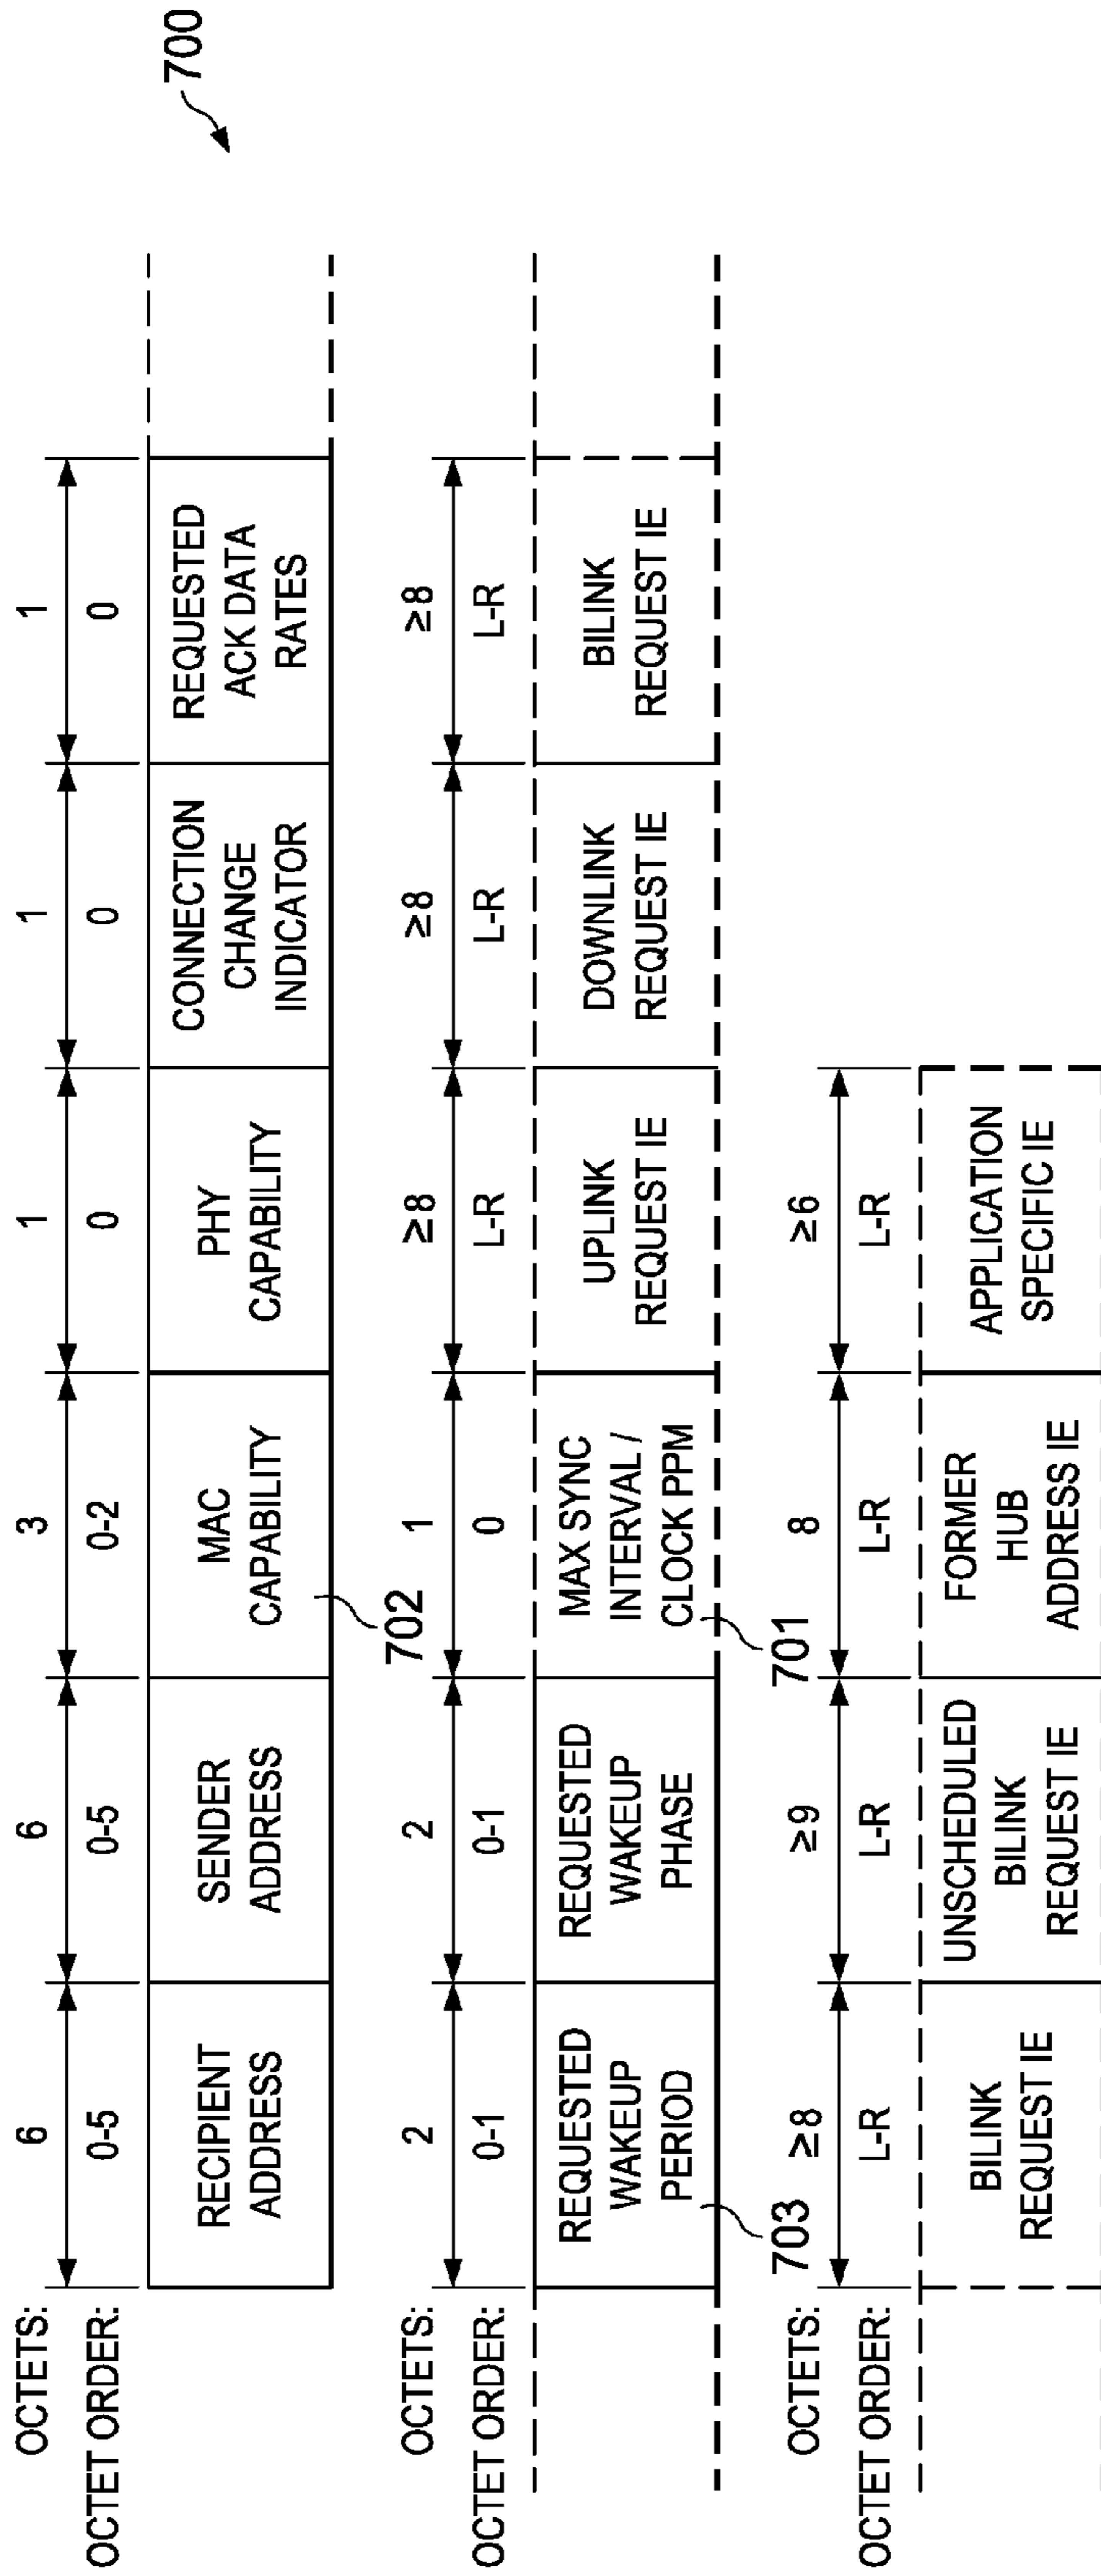 700
OCTETS: 6 6 3 1 1 1
OCTET ORDER: 0-5 0-5 0-2 0 0 0
RECIPIENT
ADDRESS
SENDER
ADDRESS
MAC
CAPABILITY
702
PHY
CAPABILITY
CONNECTION
CHANGE
INDICATOR
REQUESTED
ACK DATA
RATES
OCTETS: 2 2 1 ≥8 ≥8 ≥8
OCTET ORDER: 0-1 0-1 0 L-R L-R L-R
REQUESTED
WAKEUP
PERIOD
703
REQUESTED
WAKEUP
PHASE
MAX SYNC
INTERVAL /
CLOCK PPM
701
UPLINK
REQUEST IE
DOWNLINK
REQUEST IE
BILINK
REQUEST IE
OCTETS: ≥8 ≥9 8 ≥6
OCTET ORDER: L-R L-R L-R L-R
BILINK
REQUEST IE
UNSCHEDULED
BILINK
REQUEST IE
FORMER
HUB
ADDRESS IE
APPLICATION
SPECIFIC IE